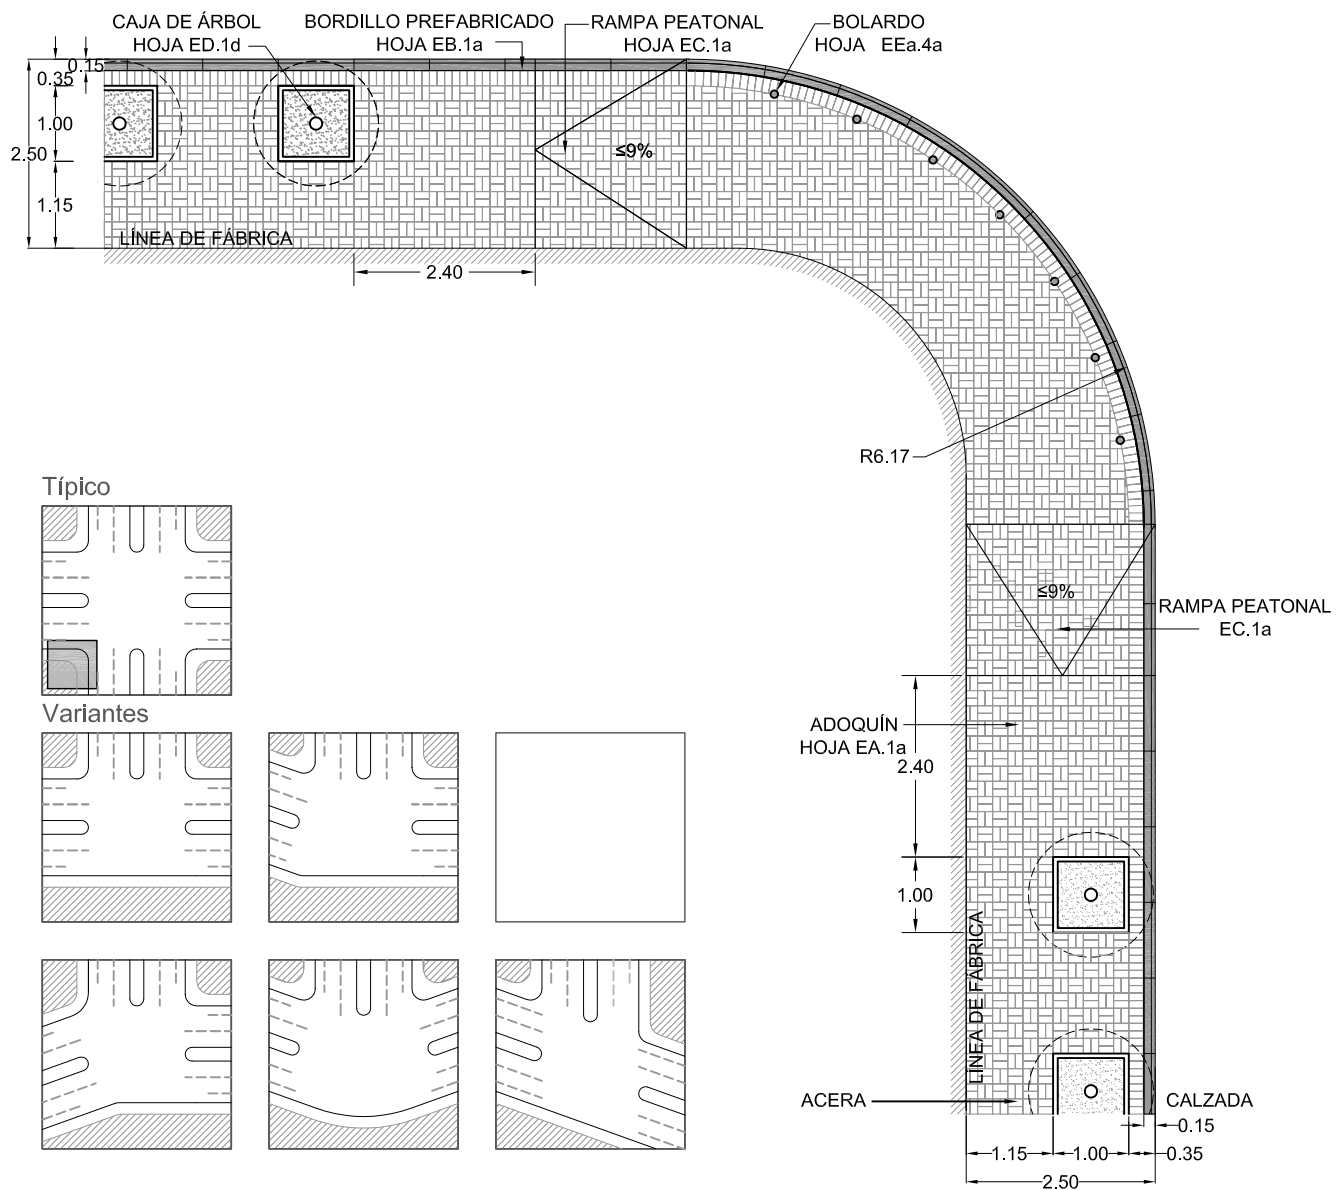 CAJA DE ÁRBOL
HOJA ED.1d
BORDILLO PREFABRICADO
HOJA EB.1a
RAMPA PEATONAL
HOJA EC.1a
BOLARDO
HOJA EEa.4a
0.15
0.35
1.00
2.50
1.15
≤9%
LÍNEA DE FÁBRICA
2.40
R6.17
Típico
≤9%
RAMPA PEATONAL
EC.1a
Variantes
ADOQUÍN
HOJA EA.1a
2.40
1.00
LÍNEA DE FÁBRICA
ACERA
CALZADA
0.15
1.15
1.00
0.35
2.50